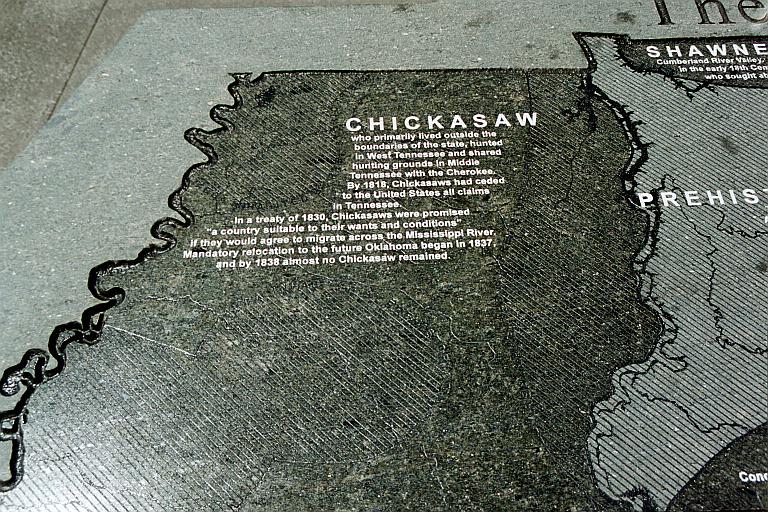 The
SHAWNE
Cumberland River Valley.
in the early 18th Cen
who sought ab
CHICKASAW
who primarily lived outside the
boundaries of the state, hunted
in West Tennessee and shared
hunting grounds in Middle
Tennessee with the Cherokee.
By 1818, Chickasaws had ceded
to the United States all claims
in Tennessee.
In a treaty of 1830, Chickasaws were promised
"a country suitable to their wants and conditions"
if they would agree to migrate across the Mississippi River.
Mandatory relocation to the future Oklahoma began in 1837,
and by 1838 almost no Chickasaw remained.
PREHIST
Conc